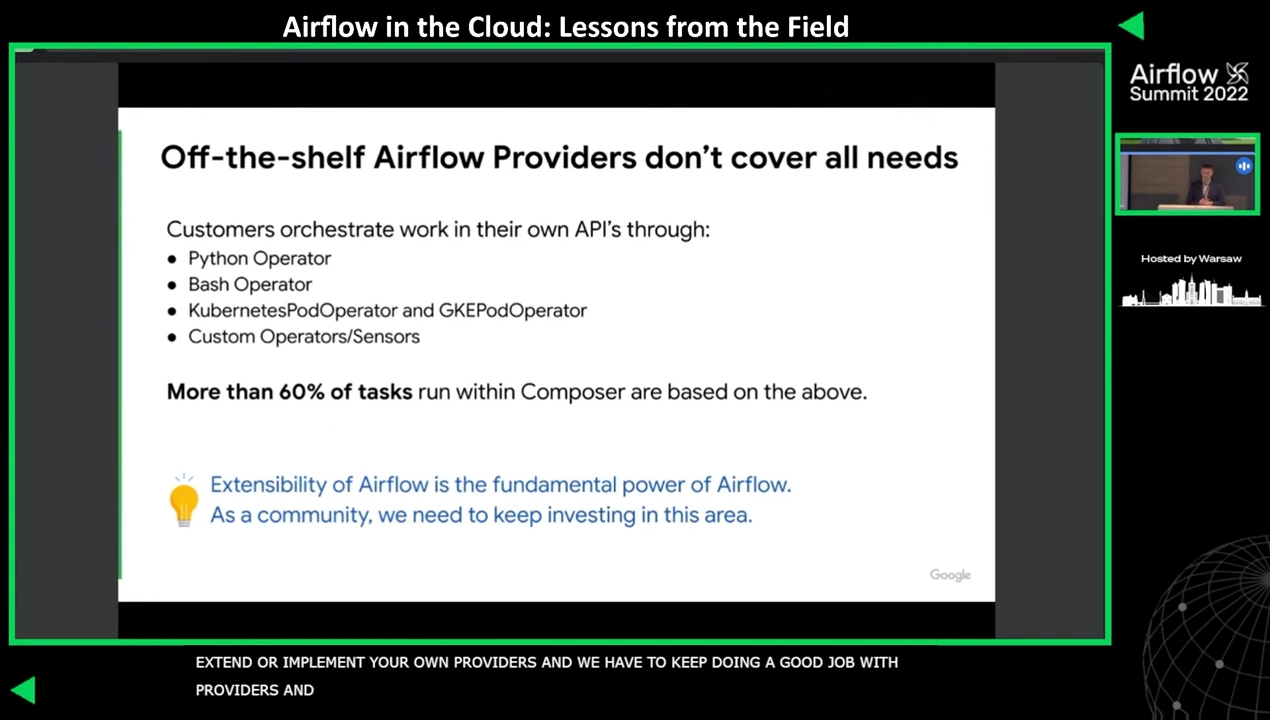 Airflow in the Cloud: Lessons from the Field
Airflow
Summit 2022
Off-the-shelf Airflow Providers don't cover all needs
Customers orchestrate work in their own API's through:
● Python Operator
● Bash Operator
● KubernetesPodOperator and GKEPodOperator
● Custom Operators/Sensors
More than 60% of tasks run within Composer are based on the above.
Extensibility of Airflow is the fundamental power of Airflow.
As a community, we need to keep investing in this area.
Google
Hosted by Warsaw
EXTEND OR IMPLEMENT YOUR OWN PROVIDERS AND WE HAVE TO KEEP DOING A GOOD JOB WITH
PROVIDERS AND